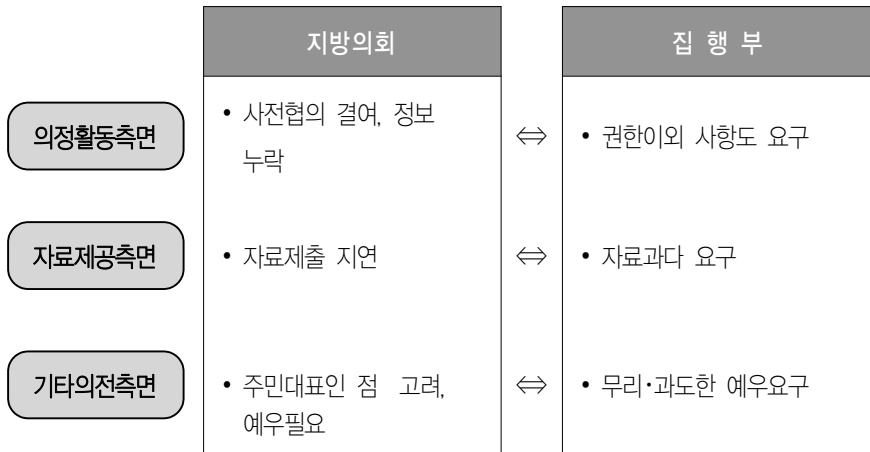 지방의회
집 행 부
의정활동측면
• 사전협의 결여, 정보
누락
⇔
• 권한이외 사항도 요구
자료제공측면
• 자료제출 지연
⇔
• 자료과다 요구
기타의전측면
• 주민대표인 점 고려,
예우필요
⇔
• 무리·과도한 예우요구